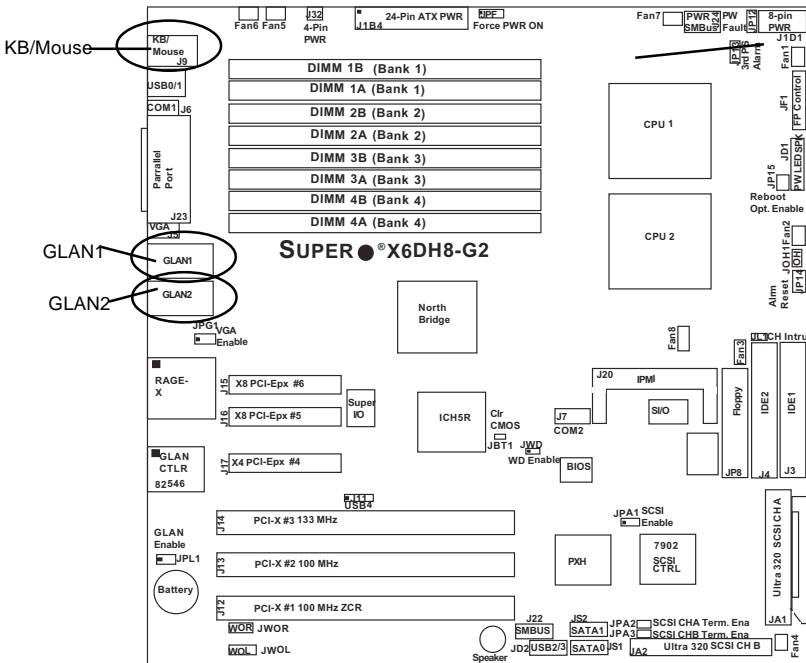 Fan6 Fan5
J32
4-Pin
PWR
J1B4
24-Pin ATX PWR
JPF
Force PWR ON
Fan7
PWR
SMBus
J24
PW
Fault
JP12
8-pin
PWR
J1D1
JP13
3rd P/S
Alarm
Fan1
KB/Mouse
KB/
Mouse
J9
USB0/1
COM1
J6
Parrallel
Port
J23
VGA
J5
DIMM 1B (Bank 1)
DIMM 1A (Bank 1)
DIMM 2B (Bank 2)
DIMM 2A (Bank 2)
DIMM 3B (Bank 3)
DIMM 3A (Bank 3)
DIMM 4B (Bank 4)
DIMM 4A (Bank 4)
CPU 1
CPU 2
JF1
FP Control
JD1
PWLEDSPK
JP15
Reboot
Opt. Enable
Fan2
JOH1
OH
JP14
Alrm
Reset
SUPER ● ® X6DH8-G2
GLAN1
GLAN1
GLAN2
GLAN2
JPG1
VGA
Enable
North
Bridge
Fan8
Fan3
JL1
CH Intru
RAGE-
X
J15
X8 PCI-Epx #6
J16
X8 PCI-Epx #5
J17
X4 PCI-Epx #4
Super
I/O
ICH5R
Clr
CMOS
JBT1
JWD
WD Enable
J7
COM2
J20
IPMI
SI/O
BIOS
Floppy
JP8
IDE2
J4
IDE1
J3
GLAN
CTLR
82546
J11
USB4
J14
PCI-X #3 133 MHz
J13
PCI-X #2 100 MHz
J12
PCI-X #1 100 MHz ZCR
GLAN
Enable
JPL1
Battery
WOR
JWOR
WOL
JWOL
PXH
JPA1
SCSI
Enable
7902
SCSI
CTRL
Ultra 320 SCSI CH A
JA1
Speaker
J22
SMBUS
JD2
USB2/3
JS2
SATA1
SATA0
JS1
JPA2
SCSI CHA Term. Ena
JPA3
SCSI CHB Term. Ena
JA2
Ultra 320 SCSI CH B
Fan4